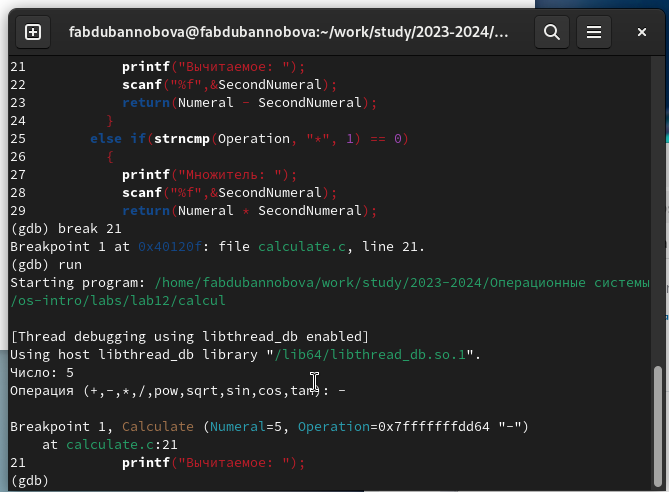 fabdubannobova@fabdubannobova:~/work/study/2023-2024/...
21             printf("Вычитаемое: ");
22             scanf("%f",&SecondNumeral);
23             return(Numeral - SecondNumeral);
24           }
25         else if(strncmp(Operation, "*", 1) == 0)
26           {
27             printf("Множитель: ");
28             scanf("%f",&SecondNumeral);
29             return(Numeral * SecondNumeral);
(gdb) break 21
Breakpoint 1 at 0x40120f: file calculate.c, line 21.
(gdb) run
Starting program: /home/fabdubannobova/work/study/2023-2024/Операционные системы
/os-intro/labs/lab12/calcul
[Thread debugging using libthread_db enabled]
Using host libthread_db library "/lib64/libthread_db.so.1".
Число: 5
Операция (+,-,*,/,pow,sqrt,sin,cos,tan): -
Breakpoint 1, Calculate (Numeral=5, Operation=0x7fffffffdd64 "-")
    at calculate.c:21
21             printf("Вычитаемое: ");
(gdb)